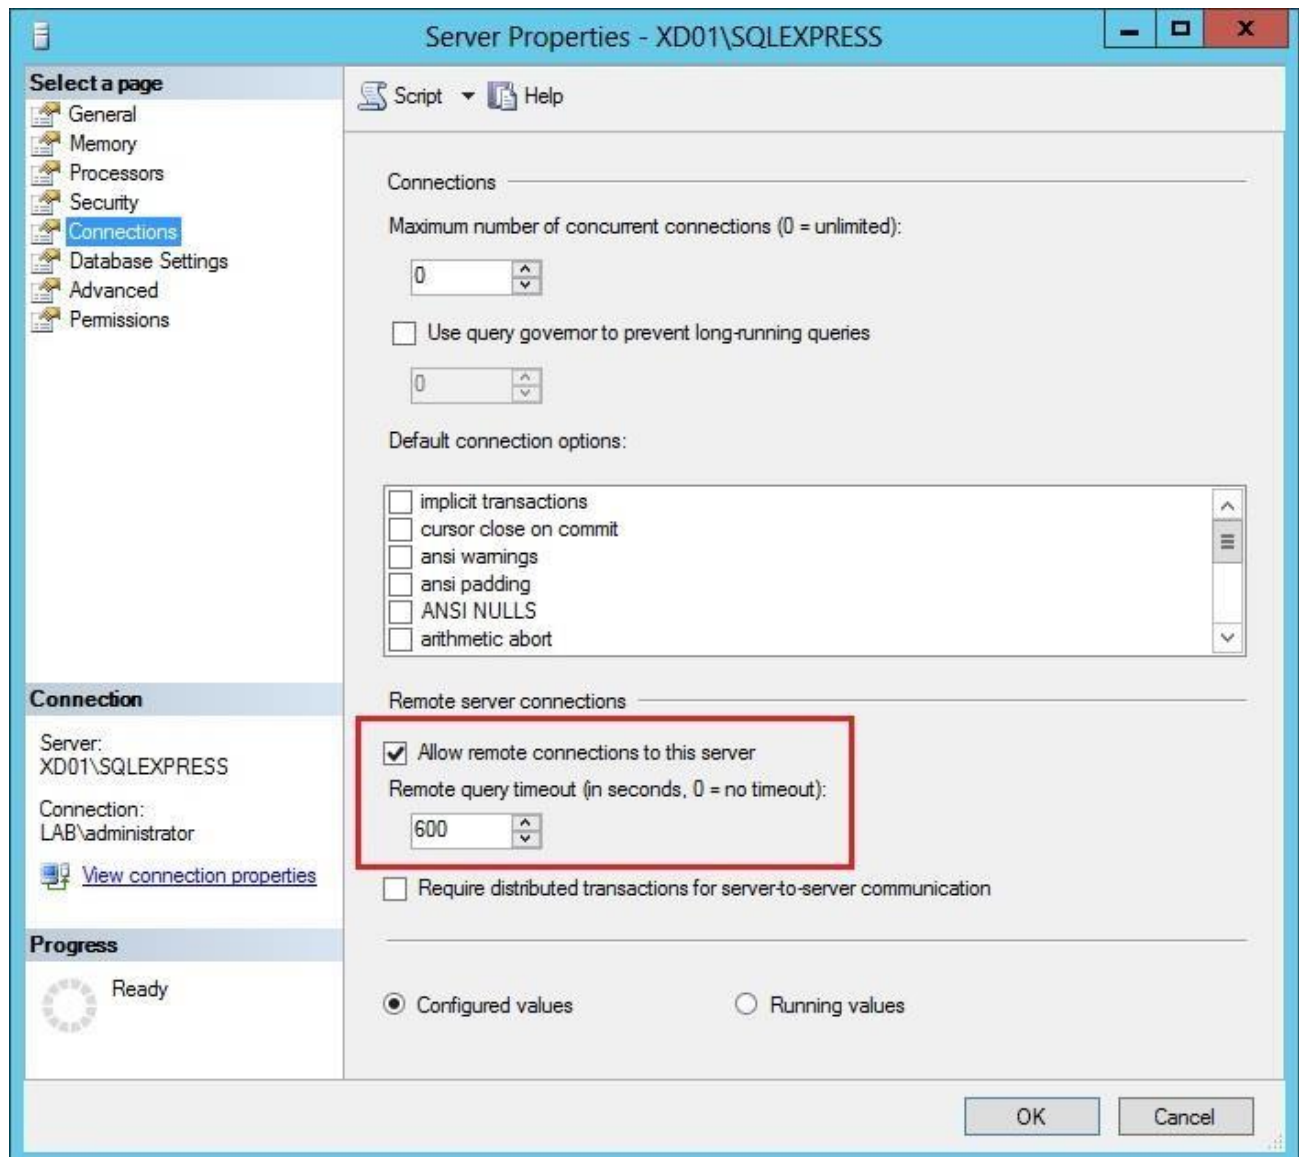 Server Properties - XD01\SQLEXPRESS
Select a page
General
Memory
Processors
Security
Connections
Database Settings
Advanced
Permissions
Connection
Server:
XD01\SQLEXPRESS
Connection:
LAB\administrator
View connection properties
Progress
Ready
Script Help
Connections
Maximum number of concurrent connections (0 = unlimited):
0
Use query governor to prevent long-running queries
0
Default connection options:
implicit transactions
cursor close on commit
ansi warnings
ansi padding
ANSI NULLS
arithmetic abort
Remote server connections
Allow remote connections to this server
Remote query timeout (in seconds, 0 = no timeout):
600
Require distributed transactions for server-to-server communication
Configured values Running values
OK Cancel